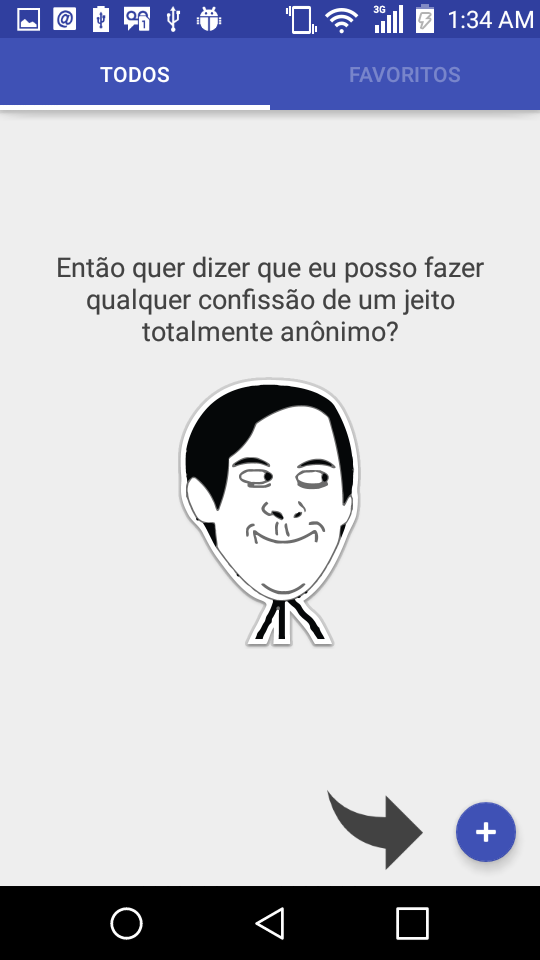 3G 1:34 AM
TODOS FAVORITOS
Então quer dizer que eu posso fazer
qualquer confissão de um jeito
totalmente anônimo?